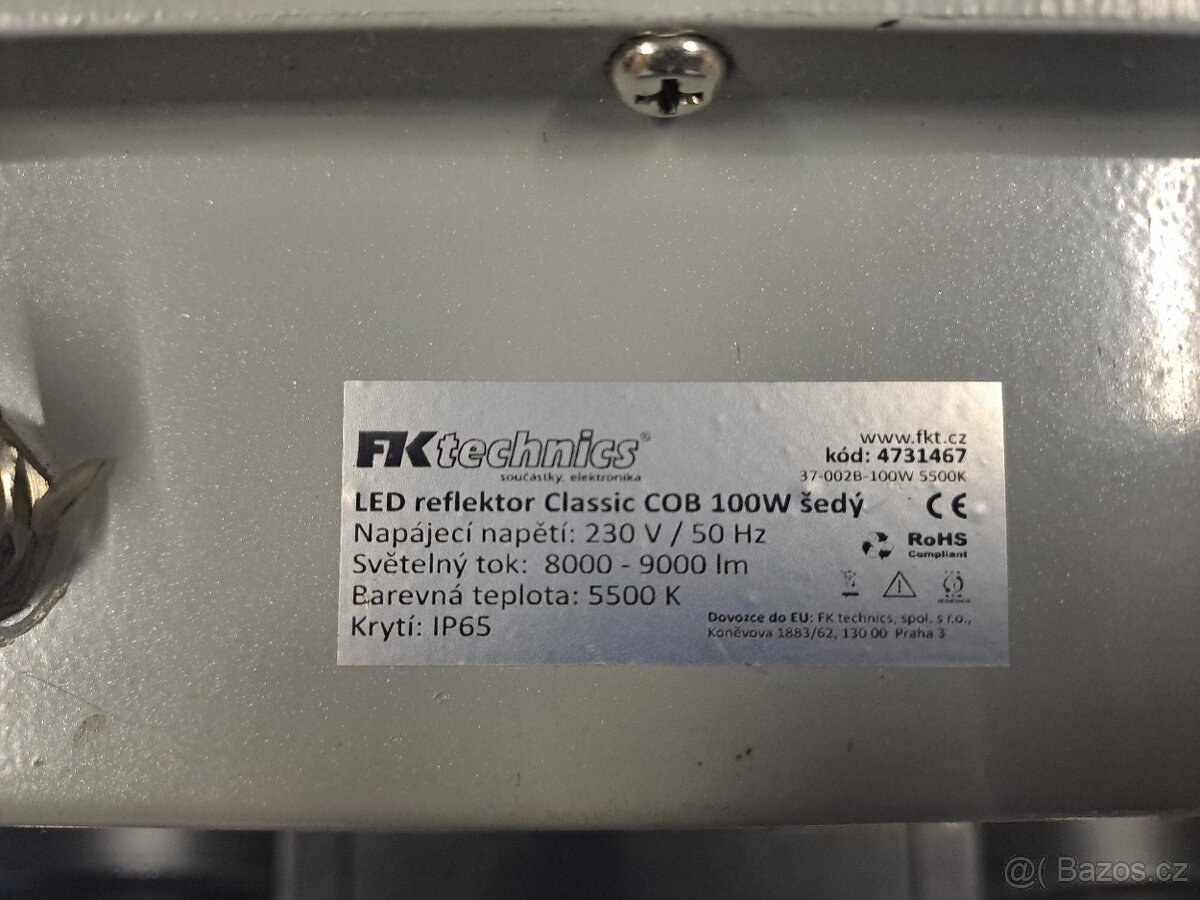 FK technics®
součástky, elektronika
www.fkt.cz
kód: 4731467
37-002B-100W 5500K
LED reflektor Classic COB 100W šedý
CE
Napájecí napětí: 230 V / 50 Hz
RoHS
Compliant
Světelný tok: 8000 - 9000 lm
Barevná teplota: 5500 K
Krytí: IP65
Dovozce do EU: FK technics, spol. s r.o.,
Koněvova 1883/62, 130 00 Praha 3
@( Bazos.cz